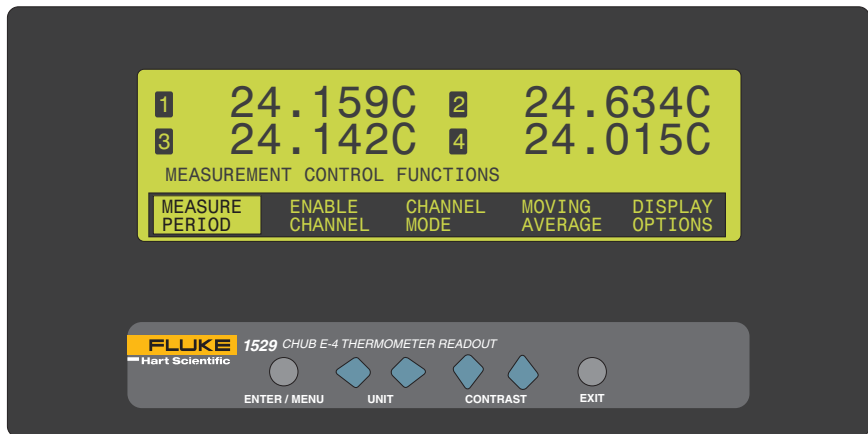 1 24.159C 2 24.634C
3 24.142C 4 24.015C
MEASUREMENT CONTROL FUNCTIONS
MEASURE ENABLE CHANNEL MOVING DISPLAY
PERIOD CHANNEL MODE AVERAGE OPTIONS
FLUKE 1529 CHUB E-4 THERMOMETER READOUT
Hart Scientific
ENTER / MENU UNIT CONTRAST EXIT